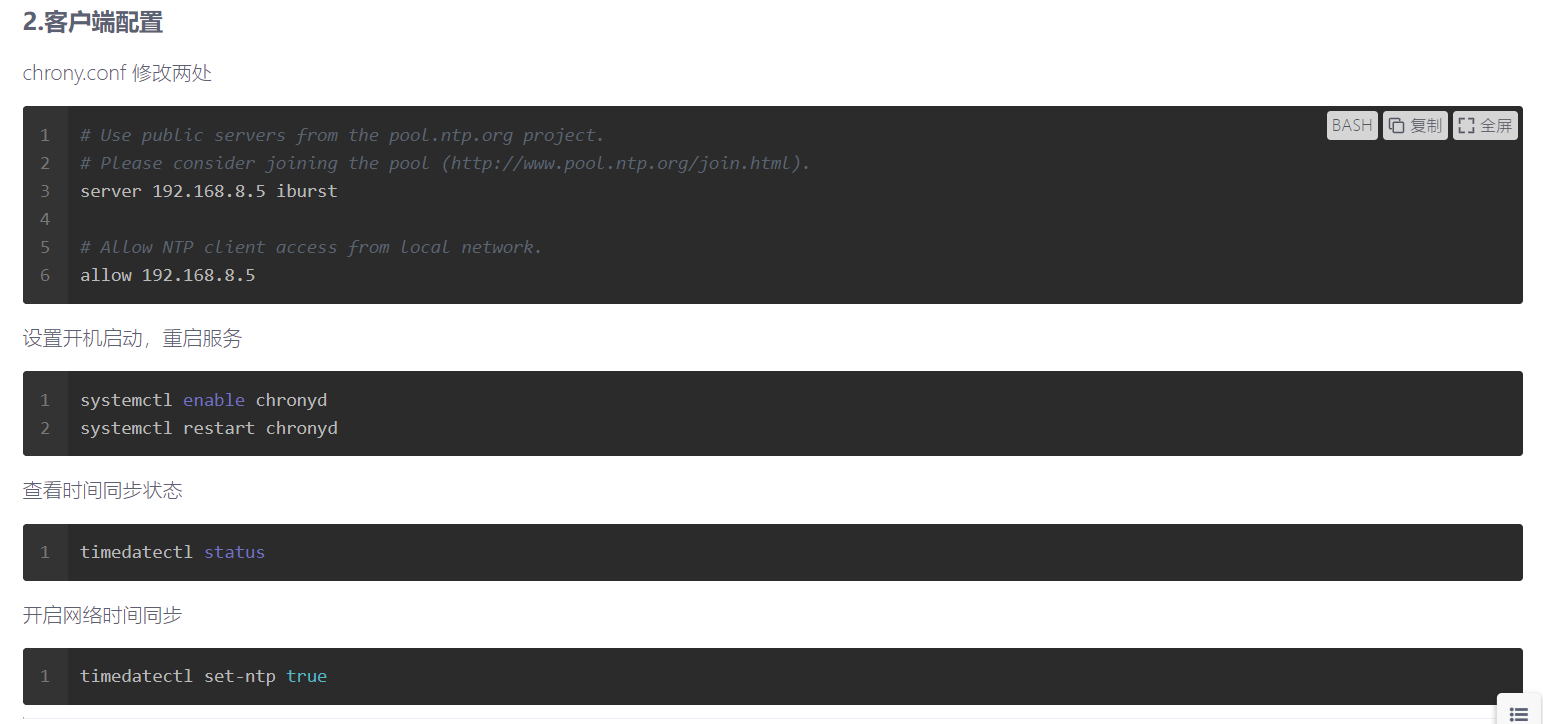 2.客户端配置
chrony.conf 修改两处
BASH 复制 全屏
1 # Use public servers from the pool.ntp.org project.
2 # Please consider joining the pool (http://www.pool.ntp.org/join.html).
3 server 192.168.8.5 iburst
4
5 # Allow NTP client access from local network.
6 allow 192.168.8.5
设置开机启动，重启服务
1 systemctl enable chronyd
2 systemctl restart chronyd
查看时间同步状态
1 timedatectl status
开启网络时间同步
1 timedatectl set-ntp true